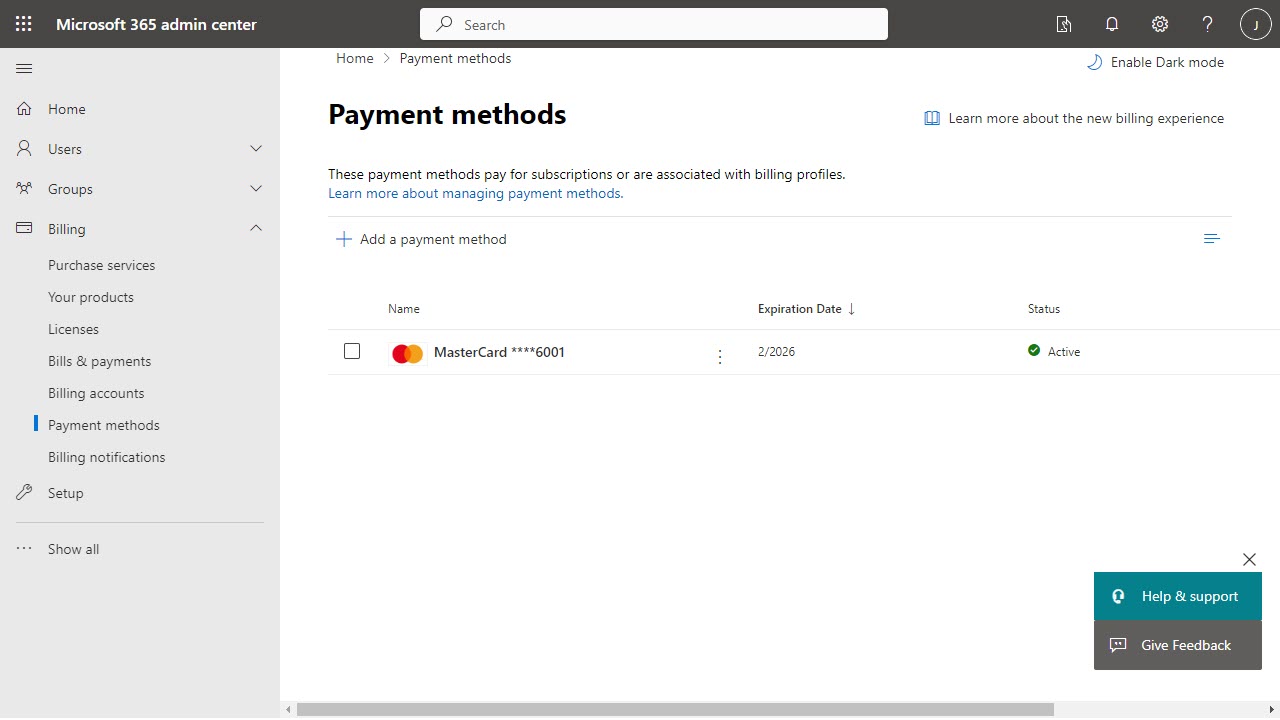 Microsoft 365 admin center
Search
J
Home
Payment methods
Enable Dark mode
Home
Users
Groups
Billing
Purchase services
Your products
Licenses
Bills & payments
Billing accounts
Payment methods
Billing notifications
Setup
Show all
Payment methods
Learn more about the new billing experience
These payment methods pay for subscriptions or are associated with billing profiles.
Learn more about managing payment methods.
Add a payment method
Name
Expiration Date ↓
Status
MasterCard ****6001
2/2026
Active
Help & support
Give Feedback